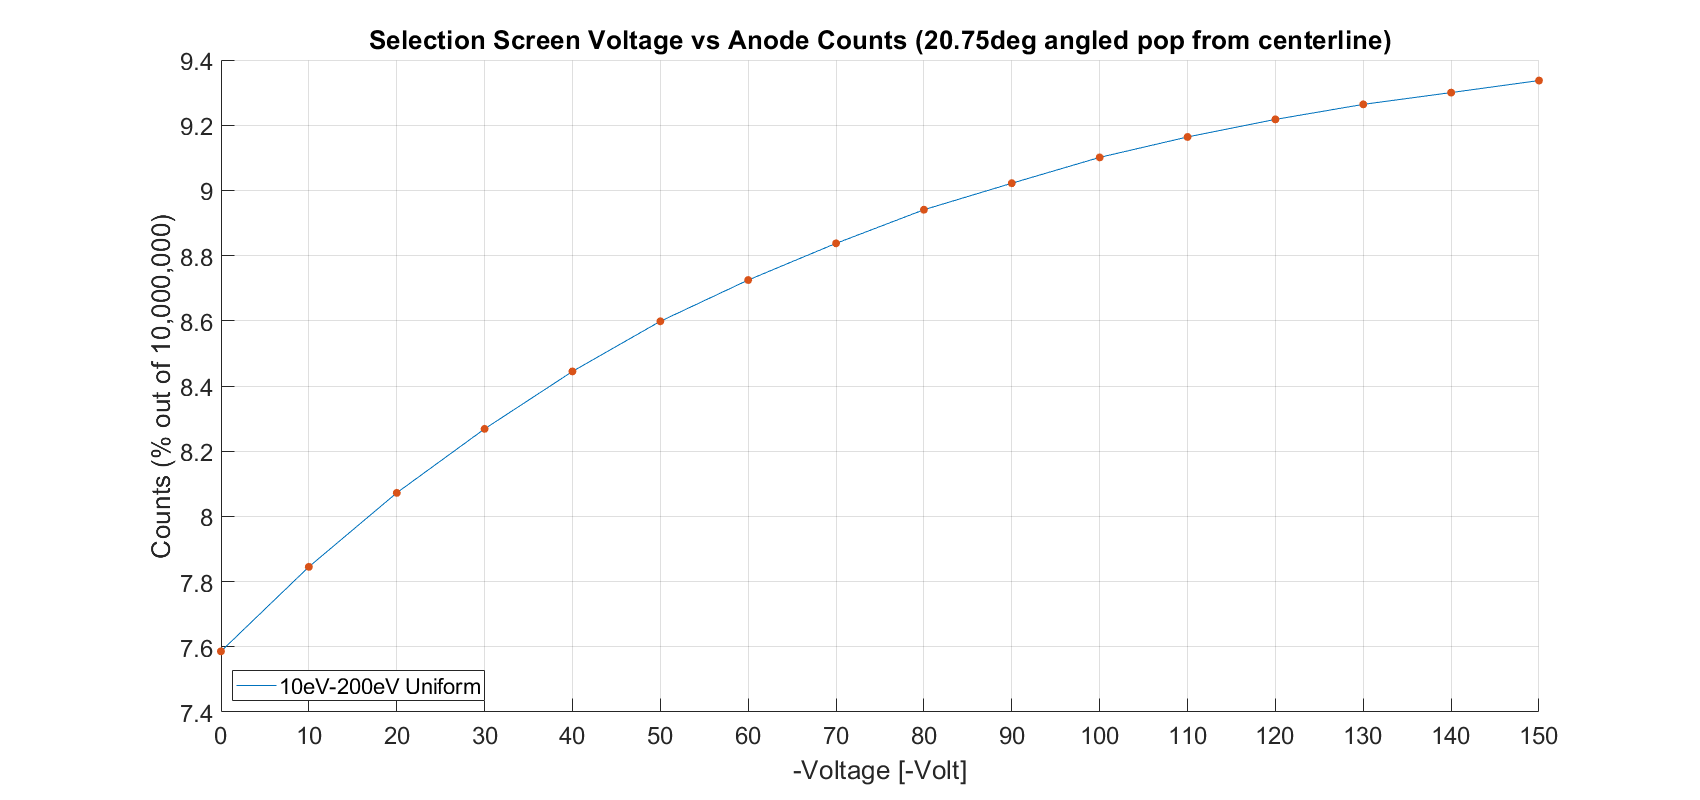 Selection Screen Voltage vs Anode Counts (20.75deg angled pop from centerline)
9.4
9.2
9
8.8
8.6
8.4
8.2
8
7.8
7.6
7.4
Counts (% out of 10,000,000)
10eV-200eV Uniform
0 10 20 30 40 50 60 70 80 90 100 110 120 130 140 150
-Voltage [-Volt]